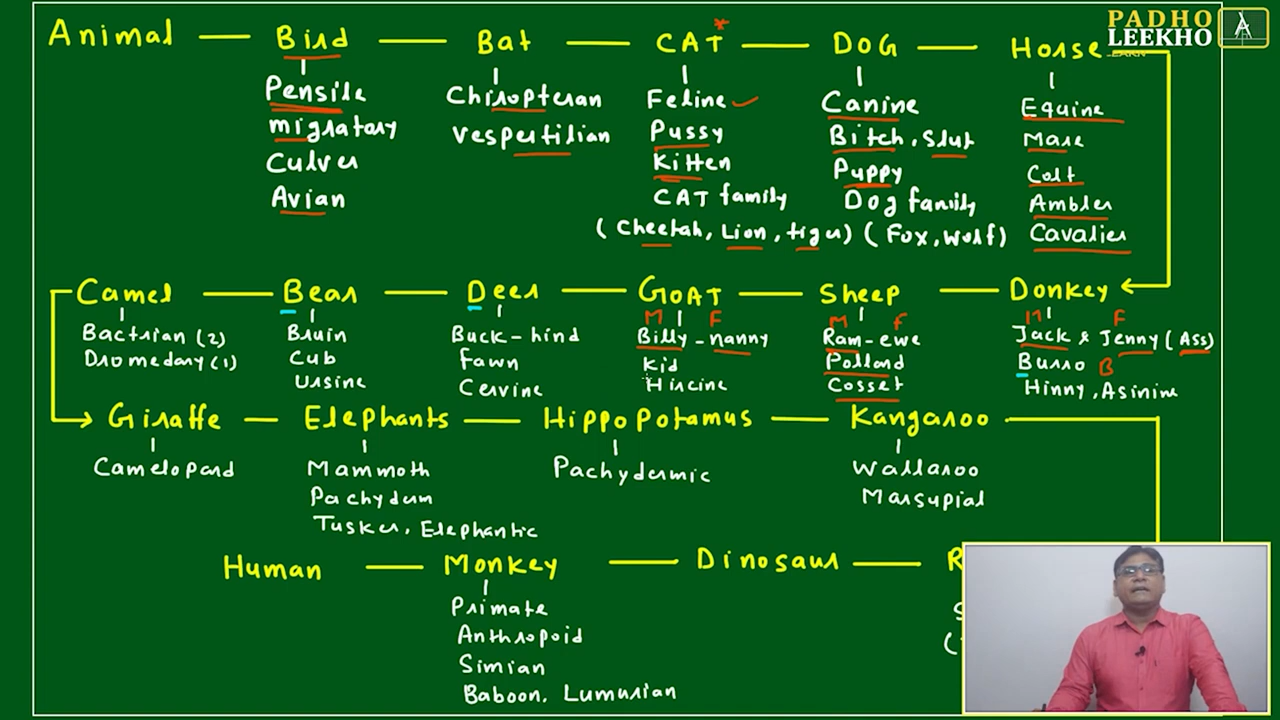 PADHO
LEEKHO
LEARN
Animal — Bird — Bat — CAT* — DOG — Horse
Pensile
migratory
Culver
Avian
Chiropteran
Vespertilian
Feline ✓
Pussy
Kitten
CAT family
(Cheetah, Lion, tiger)
Canine
Bitch, Slut
Puppy
Dog family
(Fox, Wolf)
Equine
Mare
Colt
Ambler
Cavalier
Camel — Bear — Deer — GOAT — Sheep — Donkey
Bactrian (2)
Dromedary (1)
Bruin
Cub
Ursine
Buck - hind
Fawn
Cervine
M F
Billy - nanny
Kid
Hircine
M F
Ram - ewe
Pollard
Cosset
M F
Jack & Jenny (Ass)
Burro B
Hinny, Asinine
Giraffe — Elephants — Hippopotamus — Kangaroo
Camelopard
Mammoth
Pachyderm
Tusker, Elephantic
Pachydermic
Wallaroo
Marsupial
Human — Monkey — Dinosaur — R
Primate
Anthropoid
Simian
Baboon, Lumurian